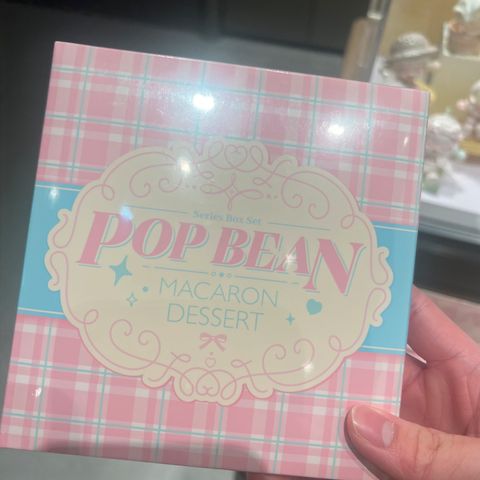 Series Box Set
POP BEAN
MACARON
DESSERT